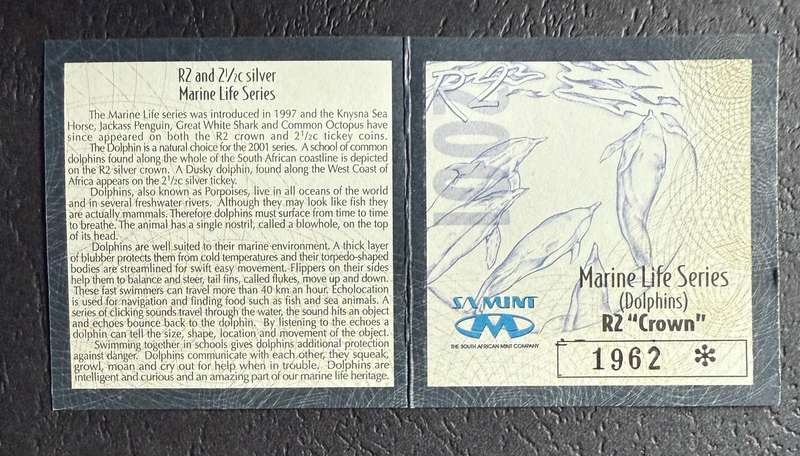 R2 and 2½c silver
Marine Life Series
The Marine Life series was introduced in 1997 and the Knysna Sea
Horse, Jackass Penguin, Great White Shark and Common Octopus have
since appeared on both the R2 crown and 2½c tickey coins.
The Dolphin is a natural choice for the 2001 series. A school of common
dolphins found along the whole of the South African coastline is depicted
on the R2 silver crown. A Dusky dolphin, found along the West Coast of
Africa appears on the 2½c silver tickey.
Dolphins, also known as Porpoises, live in all oceans of the world
and in several freshwater rivers. Although they may look like fish they
are actually mammals. Therefore dolphins must surface from time to time
to breathe. The animal has a single nostril, called a blowhole, on the top
of its head.
Dolphins are well suited to their marine environment. A thick layer
of blubber protects them from cold temperatures and their torpedo-shaped
bodies are streamlined for swift easy movement. Flippers on their sides
help them to balance and steer, tail fins, called flukes, move up and down.
These fast swimmers can travel more than 40 km an hour. Echolocation
is used for navigation and finding food such as fish and sea animals. A
series of clicking sounds travel through the water, the sound hits an object
and echoes bounce back to the dolphin. By listening to the echoes a
dolphin can tell the size, shape, location and movement of the object.
Swimming together in schools gives dolphins additional protection
against danger. Dolphins communicate with each other, they squeak,
growl, moan and cry out for help when in trouble. Dolphins are
intelligent and curious and an amazing part of our marine life heritage.
2001
Marine Life Series
(Dolphins)
R2 "Crown"
SA MINT
THE SOUTH AFRICAN MINT COMPANY
1962 *